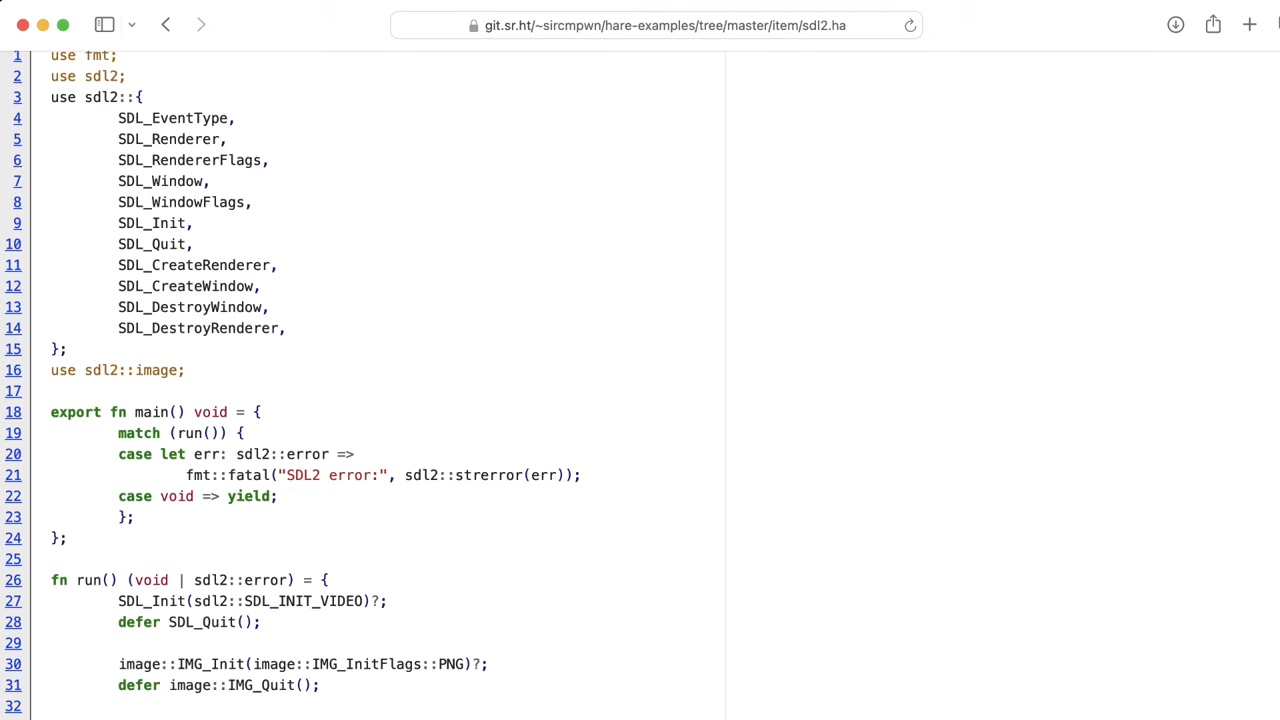 git.sr.ht/~sircmpwn/hare-examples/tree/master/item/sdl2.ha
1 use fmt;
2 use sdl2;
3 use sdl2::{
4 SDL_EventType,
5 SDL_Renderer,
6 SDL_RendererFlags,
7 SDL_Window,
8 SDL_WindowFlags,
9 SDL_Init,
10 SDL_Quit,
11 SDL_CreateRenderer,
12 SDL_CreateWindow,
13 SDL_DestroyWindow,
14 SDL_DestroyRenderer,
15 };
16 use sdl2::image;
17
18 export fn main() void = {
19 match (run()) {
20 case let err: sdl2::error =>
21 fmt::fatal("SDL2 error:", sdl2::strerror(err));
22 case void => yield;
23 };
24 };
25
26 fn run() (void | sdl2::error) = {
27 SDL_Init(sdl2::SDL_INIT_VIDEO)?;
28 defer SDL_Quit();
29
30 image::IMG_Init(image::IMG_InitFlags::PNG)?;
31 defer image::IMG_Quit();
32